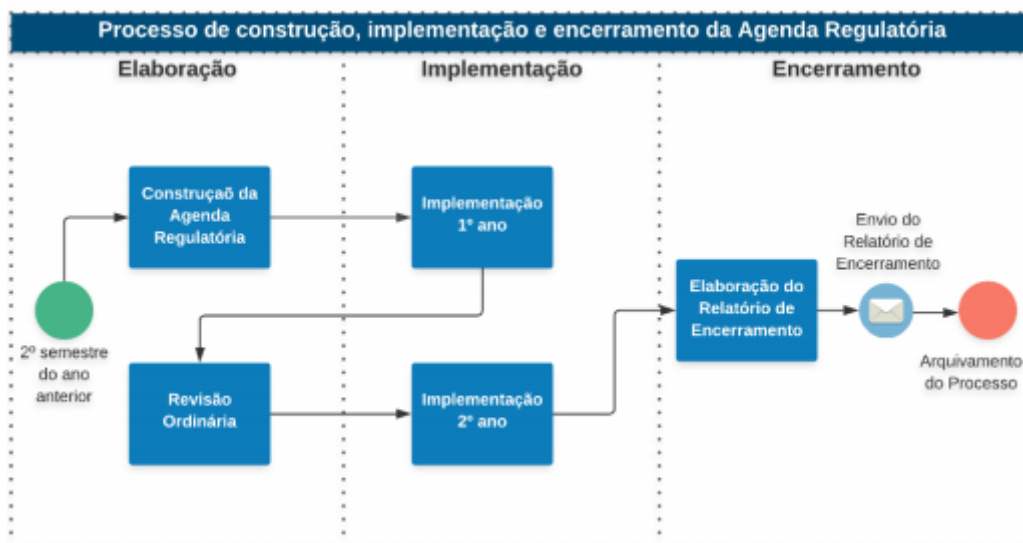 Processo de construção, implementação e encerramento da Agenda Regulatória
Elaboração
Implementação
Encerramento
2º semestre
do ano
anterior
Construçaõ da
Agenda
Regulatória
Implementação
1º ano
Revisão
Ordinária
Implementação
2º ano
Elaboração do
Relatório de
Encerramento
Envio do
Relatório de
Encerramento
Arquivamento
do Processo